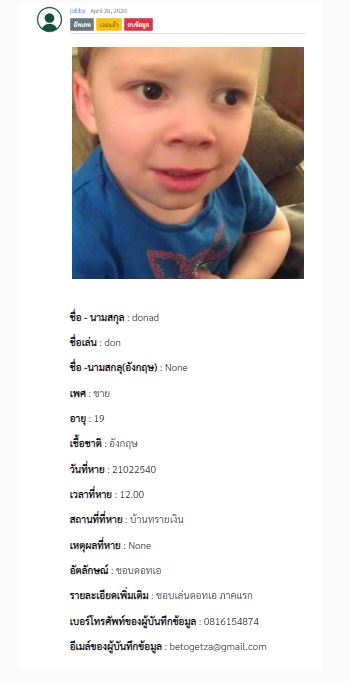 jobby April 20, 2020
อัพเดท เจอแล้ว ลบข้อมูล
ชื่อ - นามสกุล : donad
ชื่อเล่น : don
ชื่อ -นามสกลุ(อังกฤษ) : None
เพศ : ชาย
อายุ : 19
เชื้อชาติ : อังกฤษ
วันที่หาย : 21022540
เวลาที่หาย : 12.00
สถานที่ที่หาย : บ้านทรายเงิน
เหตุผลที่หาย : None
อัตลักษณ์ : ชอบดอทเอ
รายละเอียดเพิ่มเติม : ชอบเล่นดอทเอ ภาคแรก
เบอร์โทรศัพท์ของผู้บันทึกข้อมูล : 0816154874
อีเมล์ของผู้บันทึกข้อมูล : betogetza@gmail.com